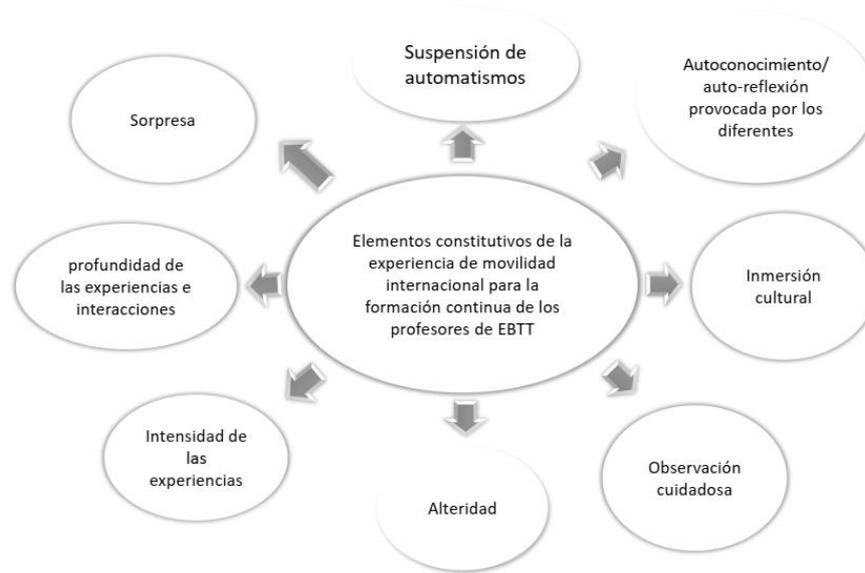 Suspensión de
automatismos
Autoconocimiento/
auto-reflexión
provocada por los
diferentes
Sorpresa
Elementos constitutivos de la
experiencia de movilidad
internacional para la
formación continua de los
profesores de EBTT
profundidad de
las experiencias e
interacciones
Inmersión
cultural
Intensidad de
las
experiencias
Alteridad
Observación
cuidadosa